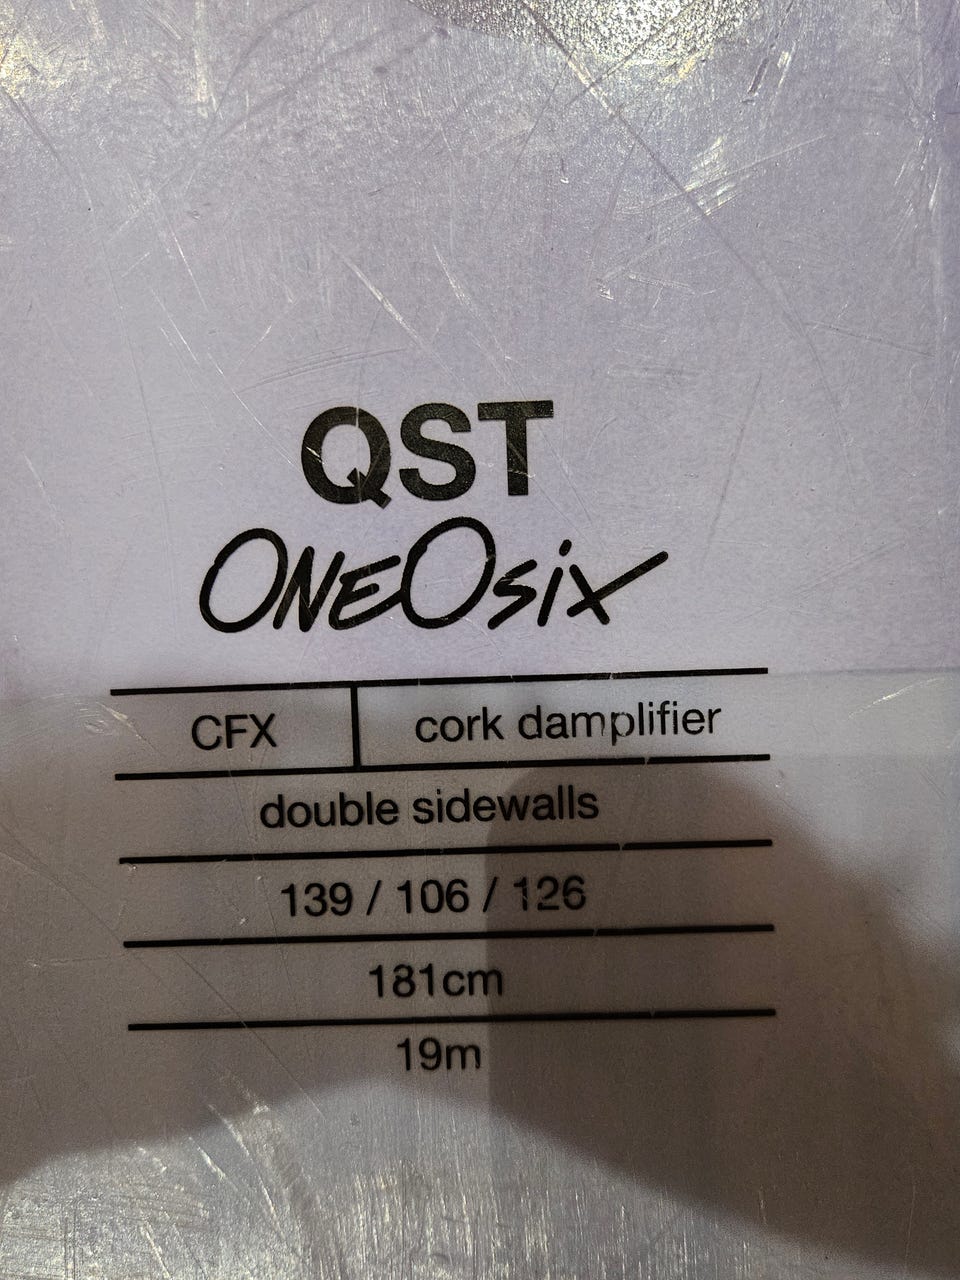 QST
ONEOSiX
CFX cork damplifier
double sidewalls
139 / 106 / 126
181cm
19m